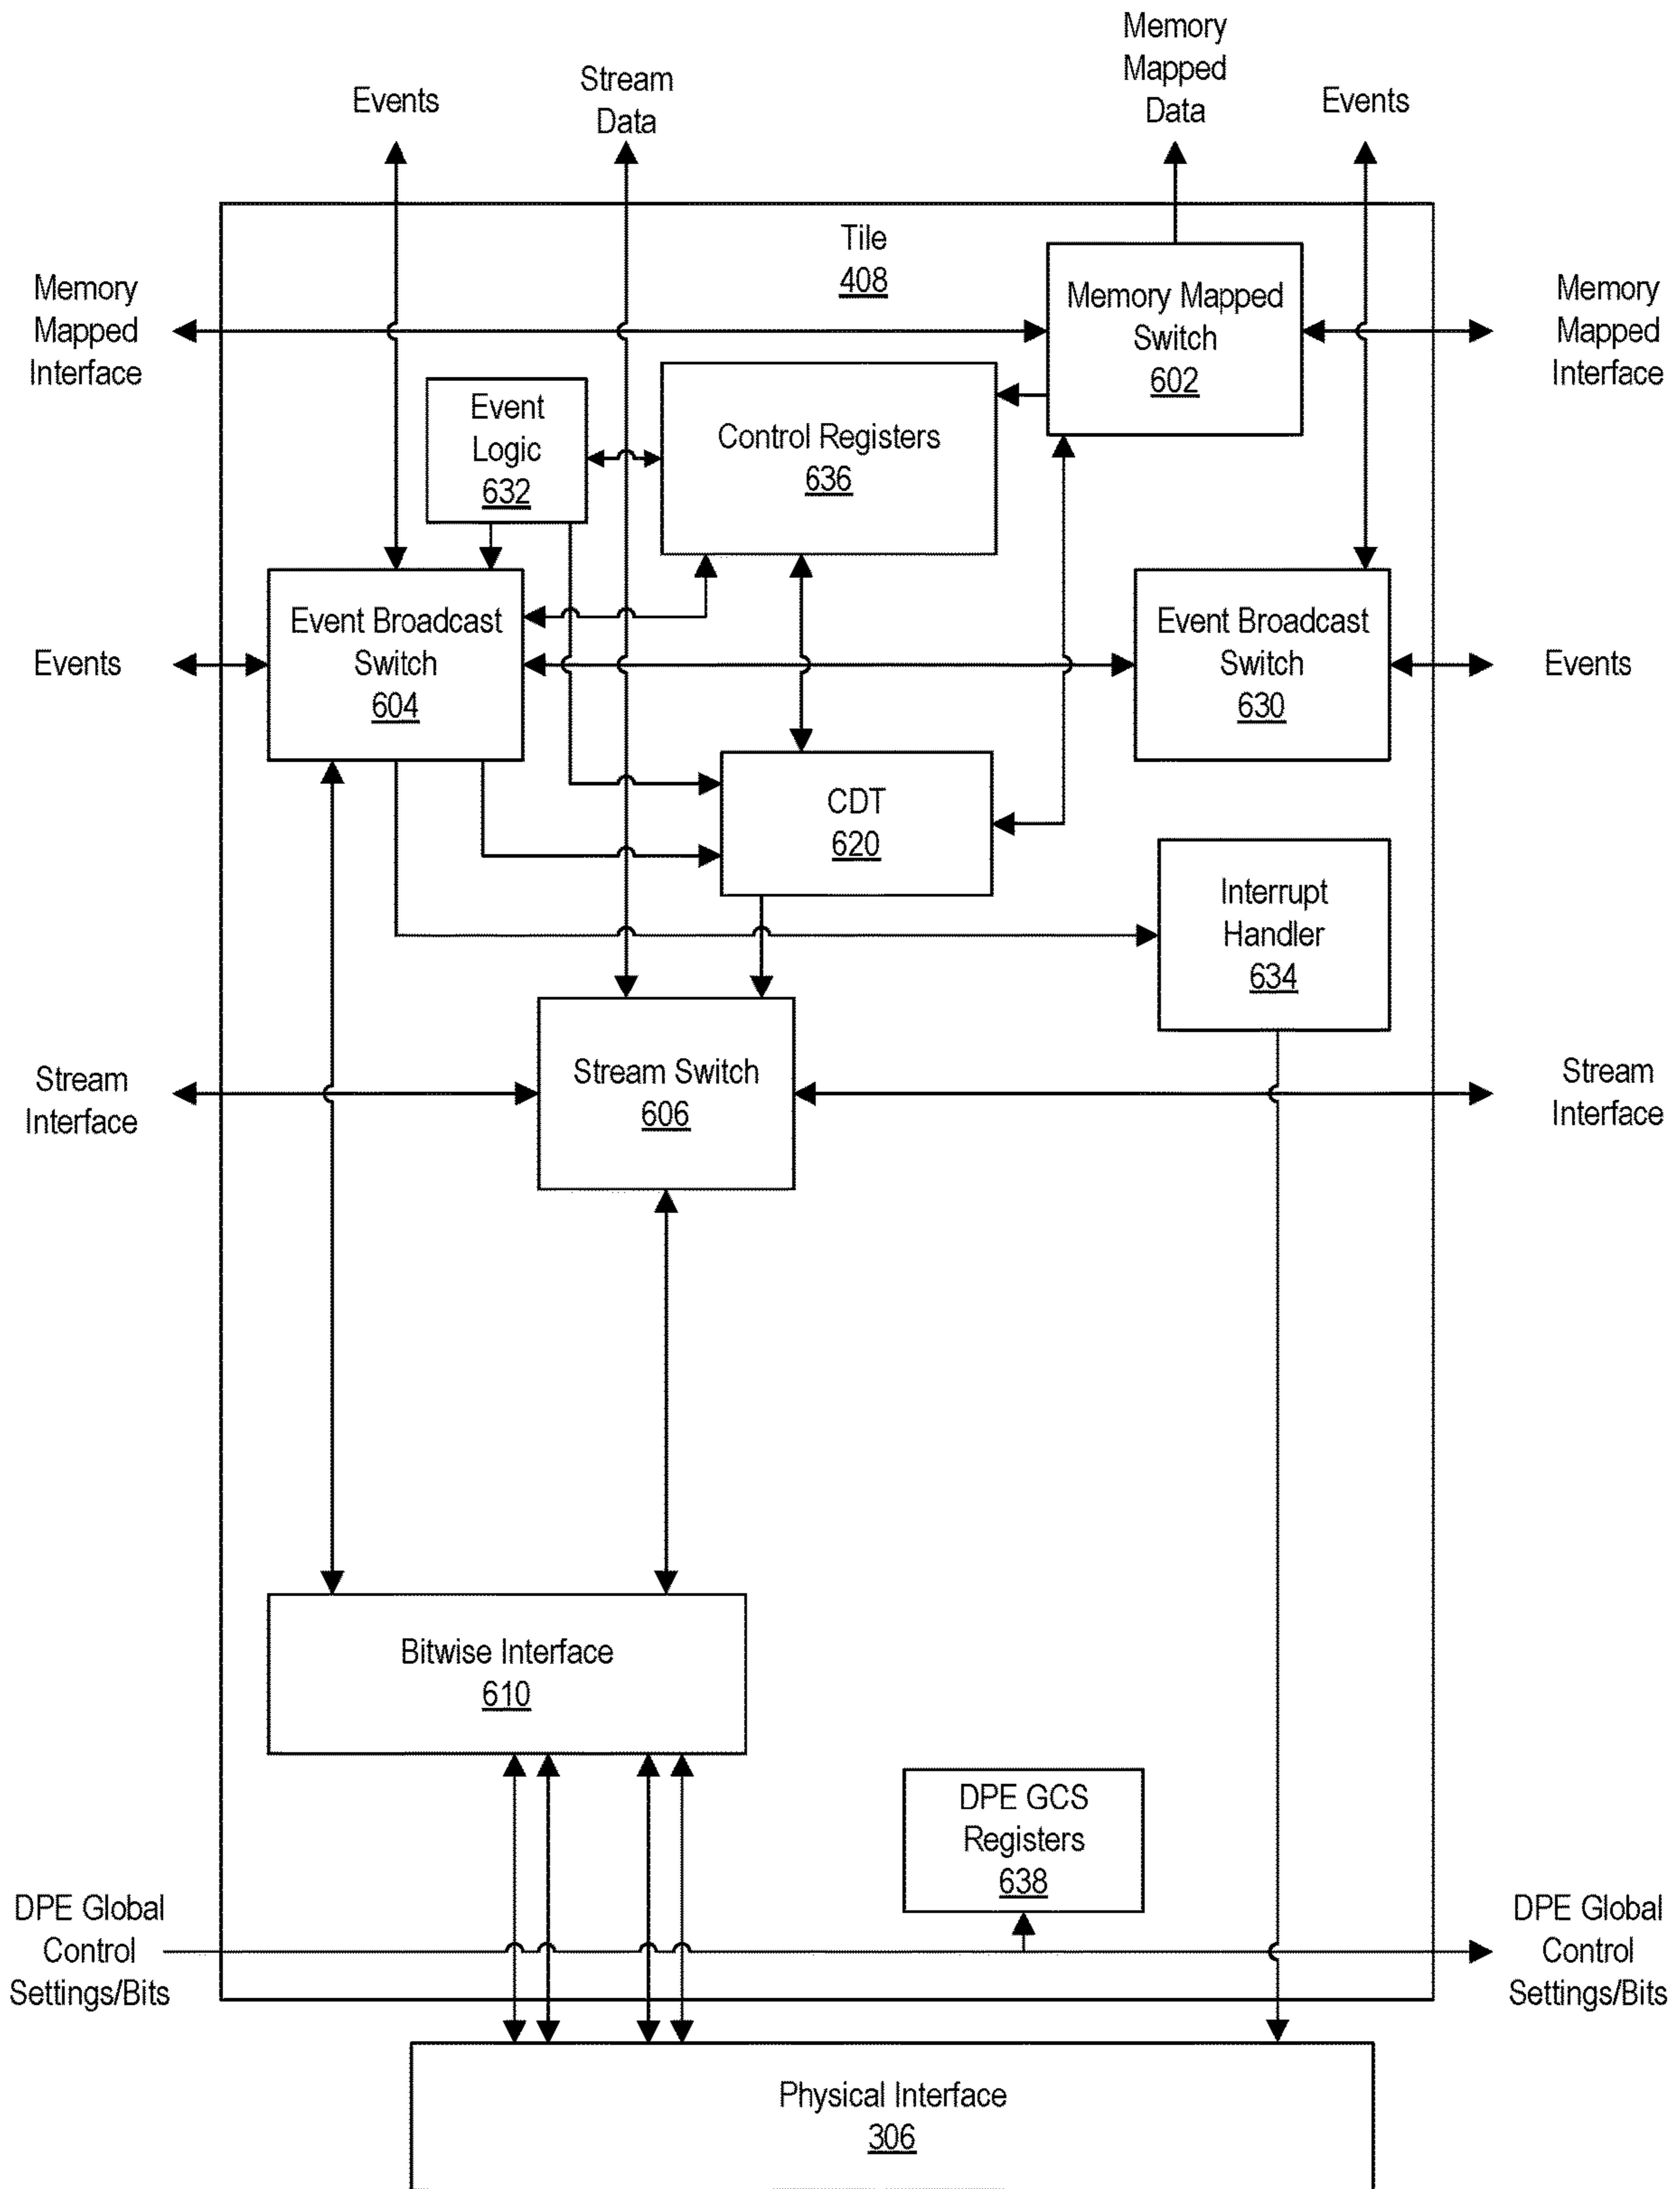 Events
Stream
Data
Memory
Mapped
Data
Events
Tile
408
Memory
Mapped
Interface
Memory Mapped
Switch
602
Memory
Mapped
Interface
Event
Logic
632
Control Registers
636
Events
Event Broadcast
Switch
604
Event Broadcast
Switch
630
Events
CDT
620
Interrupt
Handler
634
Stream
Interface
Stream Switch
606
Stream
Interface
Bitwise Interface
610
DPE GCS
Registers
638
DPE Global
Control
Settings/Bits
DPE Global
Control
Settings/Bits
Physical Interface
306